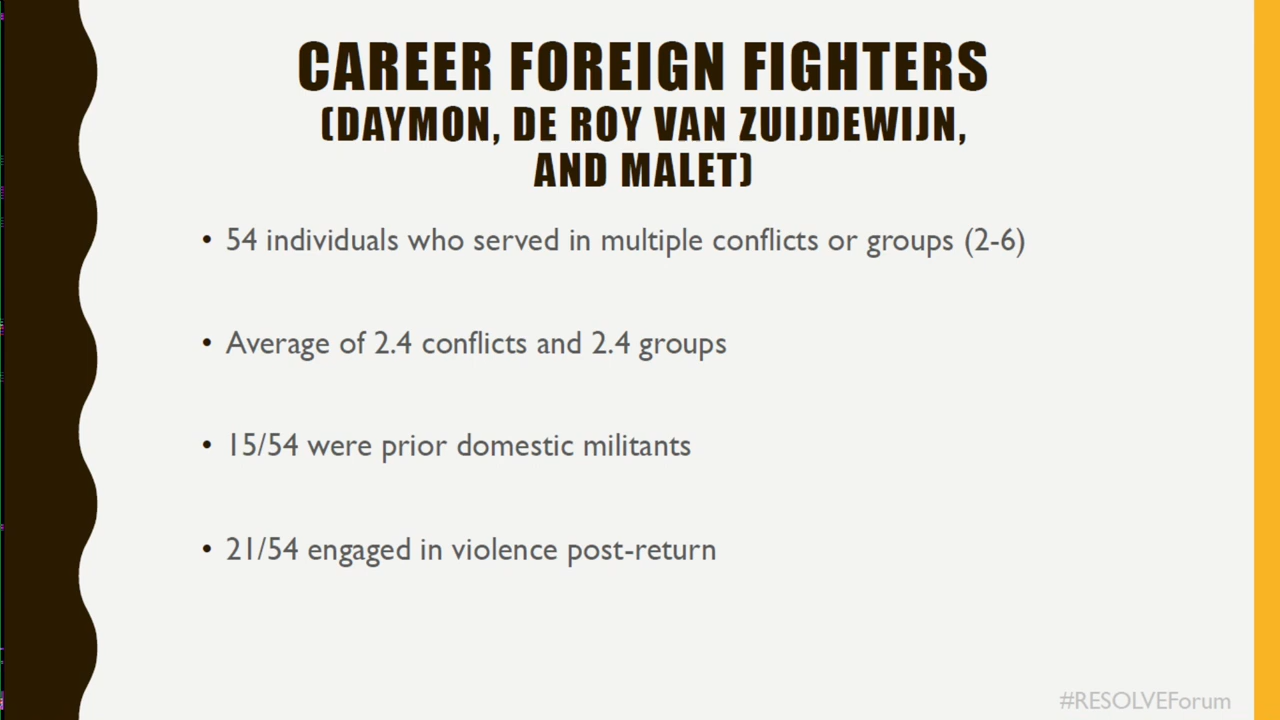 CAREER FOREIGN FIGHTERS
(DAYMON, DE ROY VAN ZUIJDEWIJN,
AND MALET)
• 54 individuals who served in multiple conflicts or groups (2-6)
• Average of 2.4 conflicts and 2.4 groups
• 15/54 were prior domestic militants
• 21/54 engaged in violence post-return
#RESOLVEForum